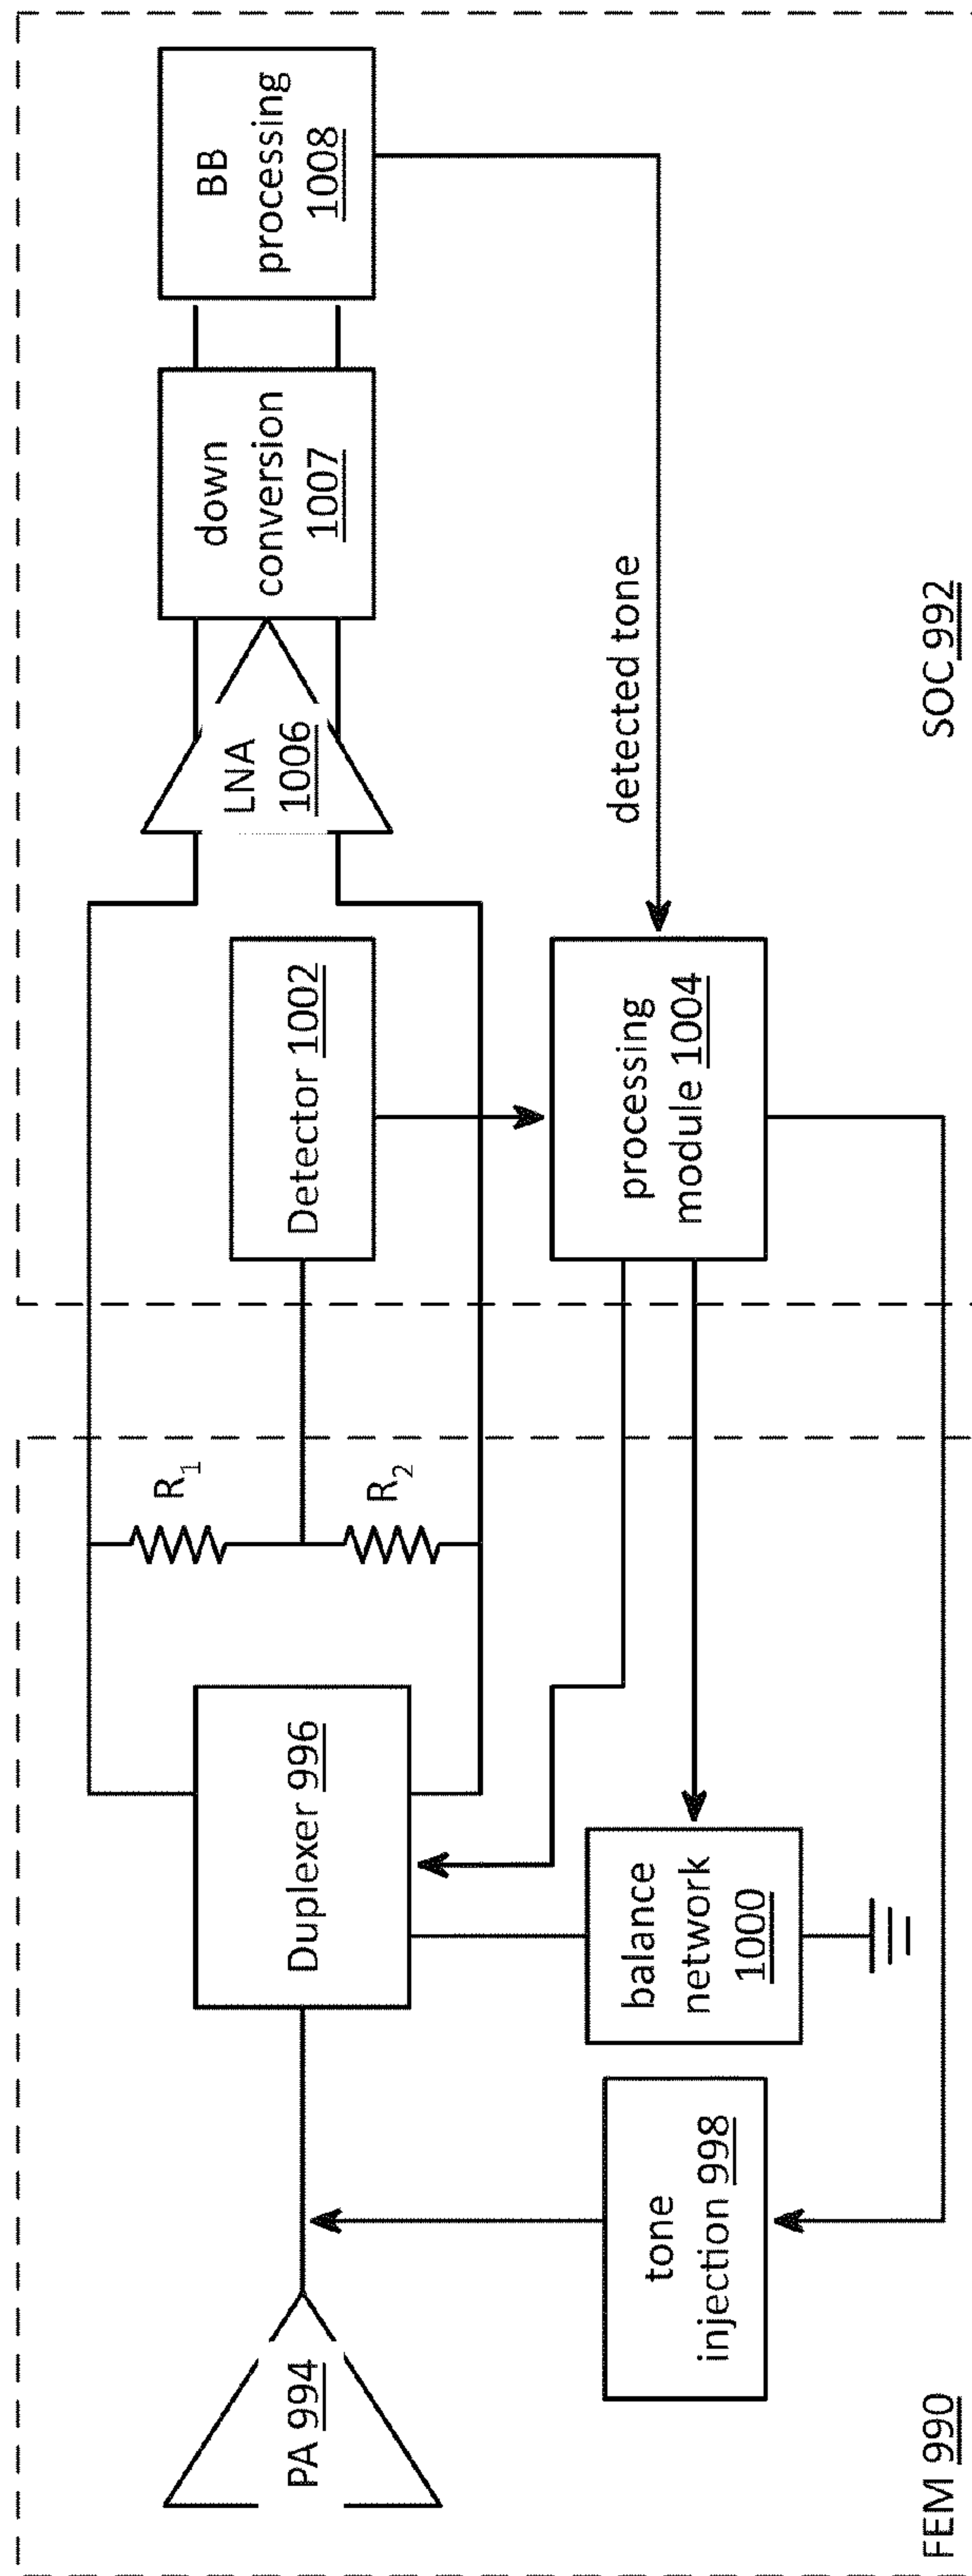 PA 994
Duplexer 996
R1
R2
Detector 1002
LNA
1006
down
conversion
1007
BB
processing
1008
tone
injection 998
balance
network
1000
processing
module 1004
detected tone
FEM 990
SOC 992